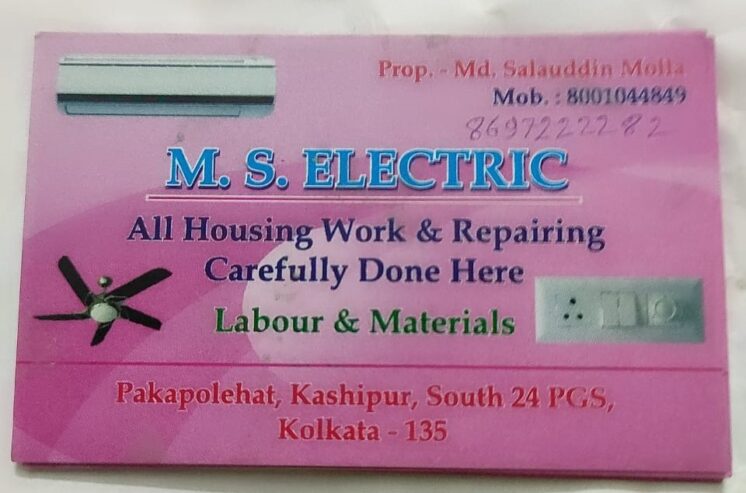 Prop. - Md. Salauddin Molla
Mob. : 8001044849
8697222282
M. S. ELECTRIC
All Housing Work & Repairing
Carefully Done Here
Labour & Materials
Pakapolehat, Kashipur, South 24 PGS,
Kolkata - 135